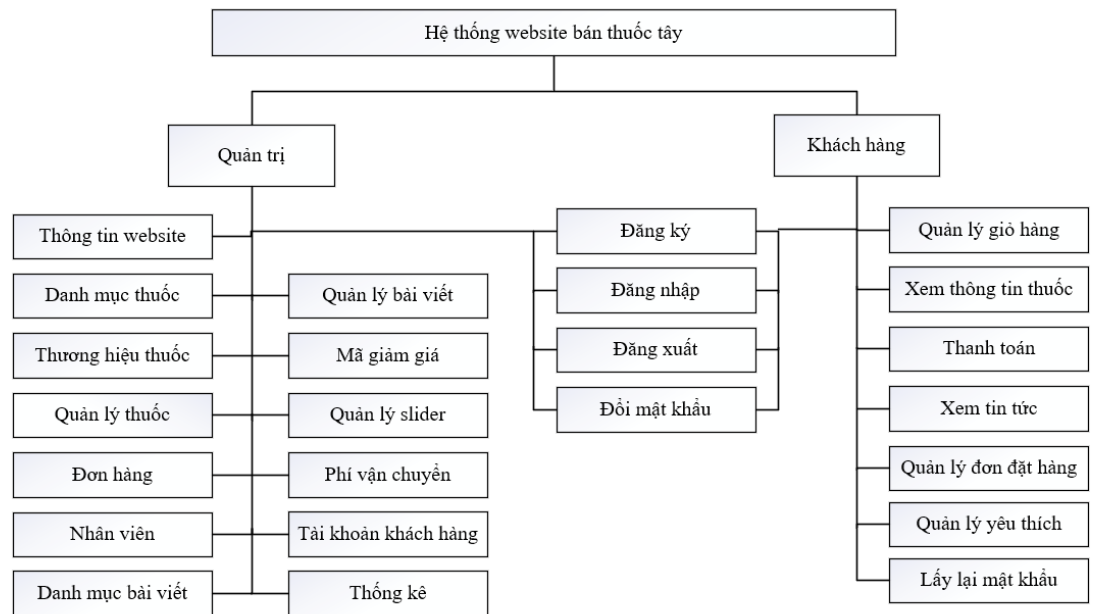 Hệ thống website bán thuốc tây
Quản trị
Khách hàng
Thông tin website
Danh mục thuốc
Thương hiệu thuốc
Quản lý thuốc
Đơn hàng
Nhân viên
Danh mục bài viết
Quản lý bài viết
Mã giảm giá
Quản lý slider
Phí vận chuyển
Tài khoản khách hàng
Thống kê
Đăng ký
Đăng nhập
Đăng xuất
Đổi mật khẩu
Quản lý giỏ hàng
Xem thông tin thuốc
Thanh toán
Xem tin tức
Quản lý đơn đặt hàng
Quản lý yêu thích
Lấy lại mật khẩu